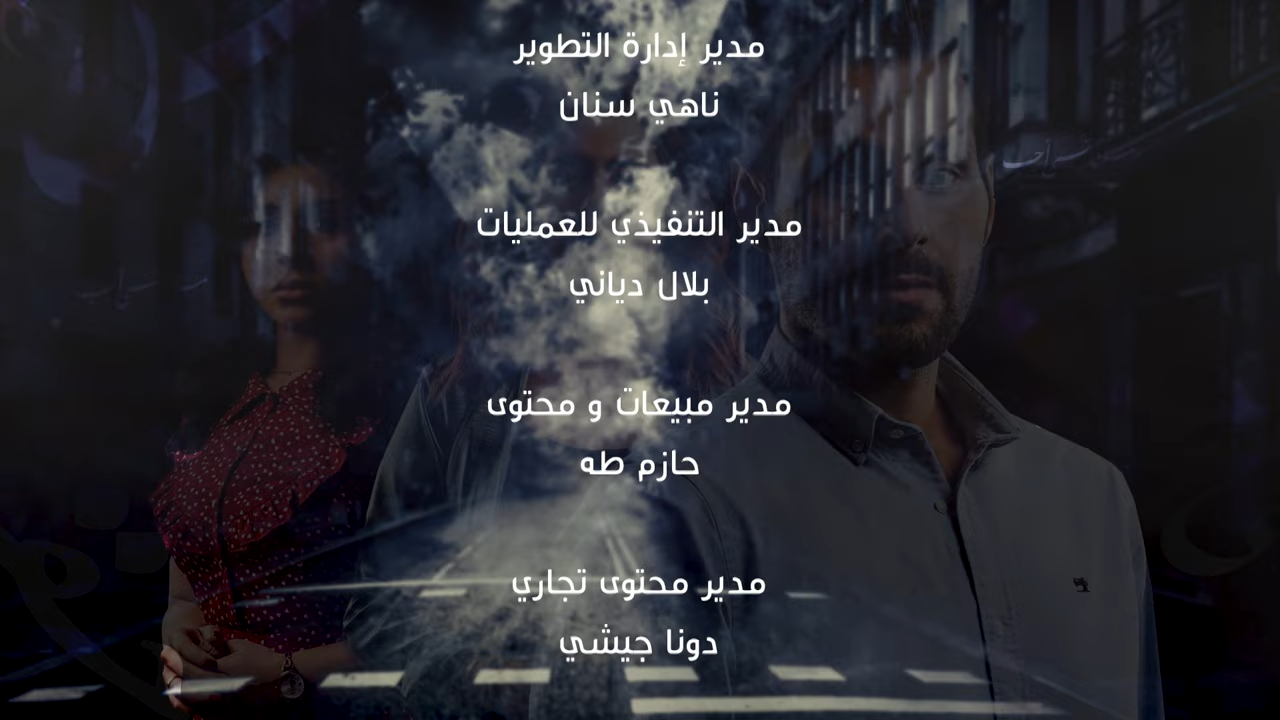 مدير إدارة التطوير
ناهي سنان
مدير التنفيذي للعمليات
بلال دياني
مدير مبيعات و محتوى
حازم طه
مدير محتوى تجاري
دونا جيشي